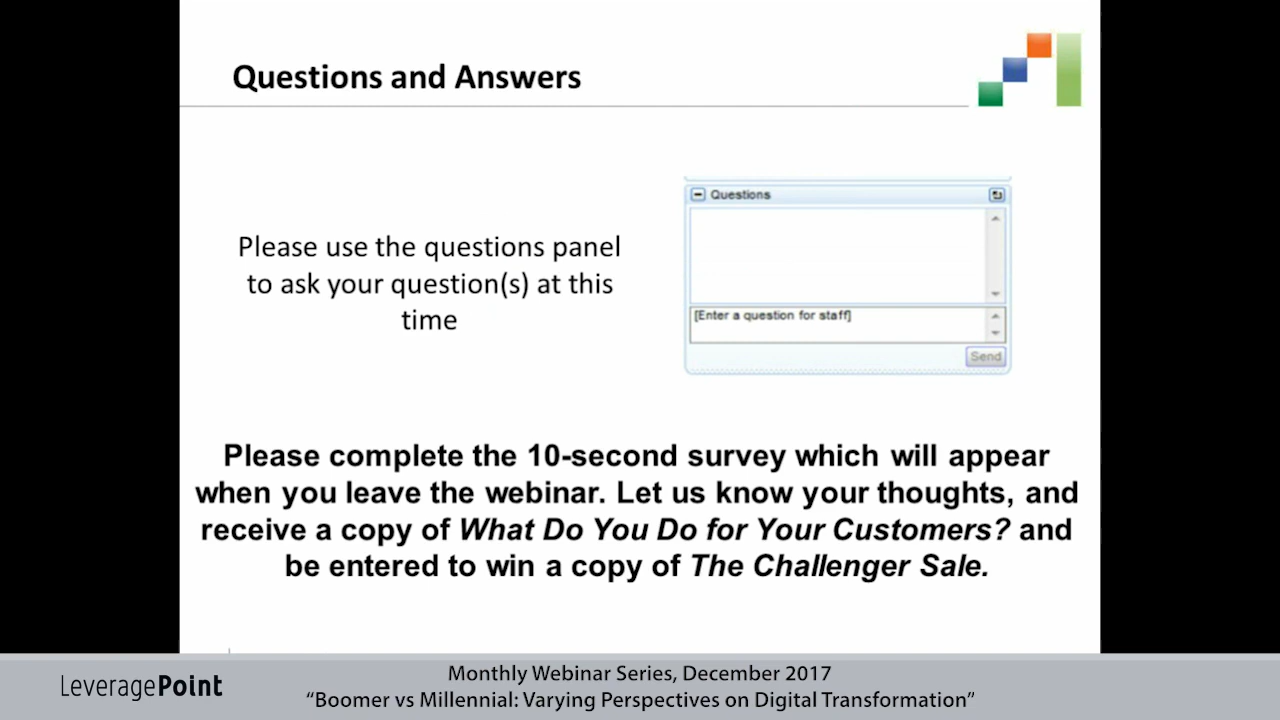 Questions and Answers
Please use the questions panel
to ask your question(s) at this
time
Questions
[Enter a question for staff]
Send
Please complete the 10-second survey which will appear
when you leave the webinar. Let us know your thoughts, and
receive a copy of What Do You Do for Your Customers? and
be entered to win a copy of The Challenger Sale.
LeveragePoint
Monthly Webinar Series, December 2017
“Boomer vs Millennial: Varying Perspectives on Digital Transformation”